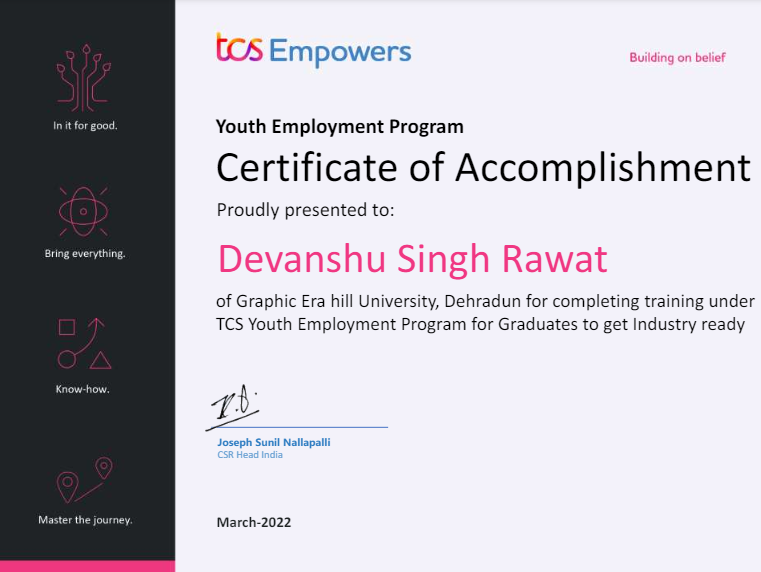 In it for good.
Bring everything.
Know-how.
Master the journey.
tcs Empowers
Building on belief
Youth Employment Program
Certificate of Accomplishment
Proudly presented to:
Devanshu Singh Rawat
of Graphic Era hill University, Dehradun for completing training under
TCS Youth Employment Program for Graduates to get Industry ready
Joseph Sunil Nallapalli
CSR Head India
March-2022